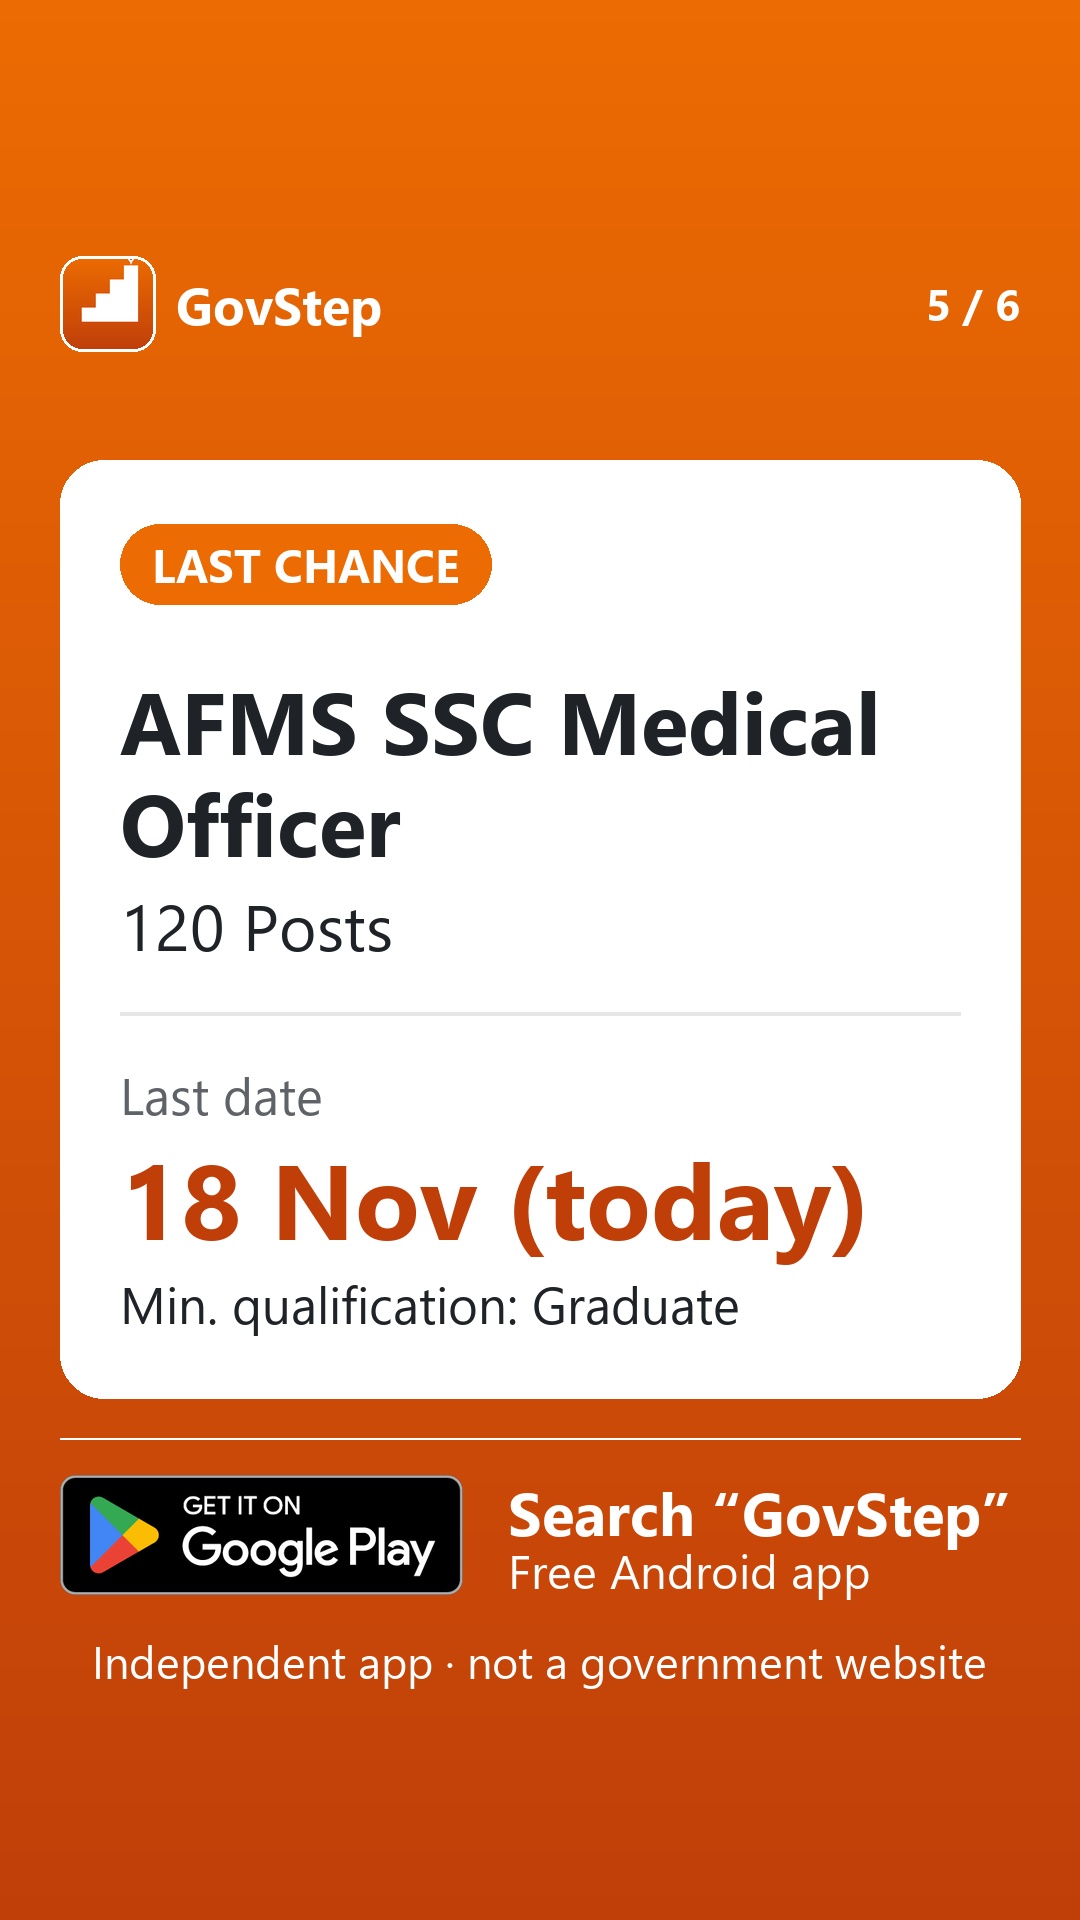 GovStep
5 / 6
LAST CHANCE
AFMS SSC Medical
Officer
120 Posts
Last date
18 Nov (today)
Min. qualification: Graduate
GET IT ON
Google Play
Search “GovStep”
Free Android app
Independent app · not a government website